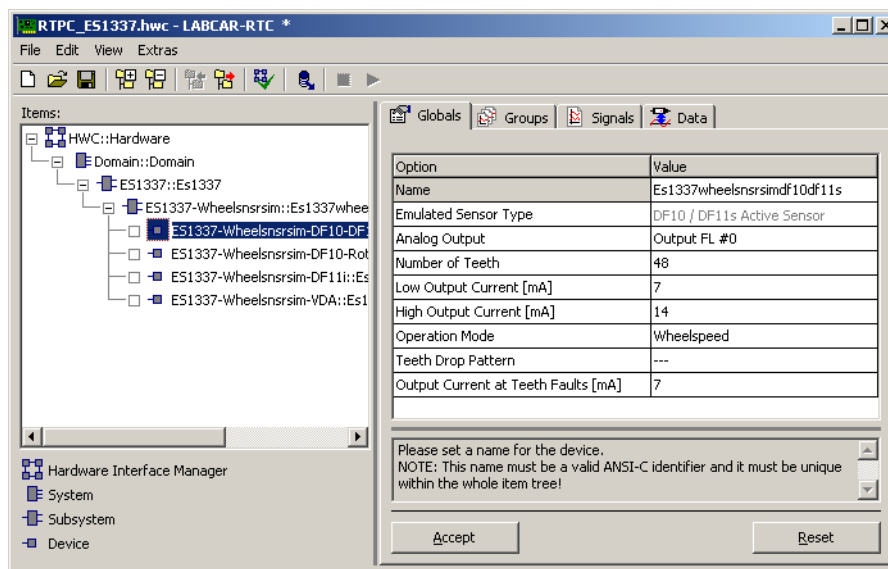 RTPC_ES1337.hwc - LABCAR-RTC *
File Edit View Extras
Items:
HWC::Hardware
Domain::Domain
ES1337::Es1337
ES1337-Wheelsnsrsim::Es1337whee
ES1337-Wheelsnsrsim-DF10-DF1
ES1337-Wheelsnsrsim-DF10-Rot
ES1337-Wheelsnsrsim-DF11i::Es
ES1337-Wheelsnsrsim-VDA::Es1
Hardware Interface Manager
System
Subsystem
Device
Globals Groups Signals Data
Option Value
Name Es1337wheelsnsrsimdf10df11s
Emulated Sensor Type DF10 / DF11s Active Sensor
Analog Output Output FL #0
Number of Teeth 48
Low Output Current [mA] 7
High Output Current [mA] 14
Operation Mode Wheelspeed
Teeth Drop Pattern ---
Output Current at Teeth Faults [mA] 7
Please set a name for the device.
NOTE: This name must be a valid ANSI-C identifier and it must be unique
within the whole item tree!
Accept Reset